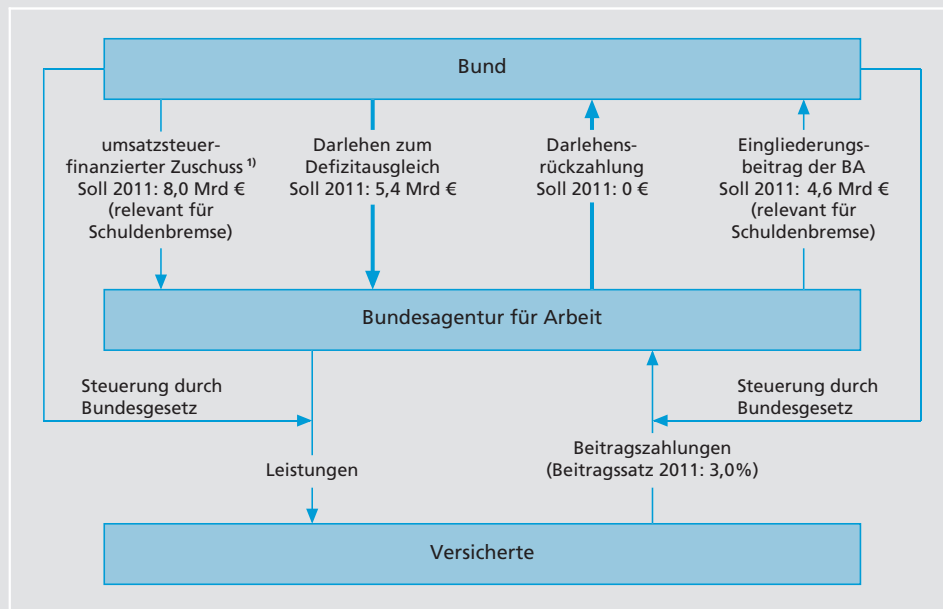 Bund
umsatzsteuer-
finanzierter Zuschuss ¹⁾
Soll 2011: 8,0 Mrd €
(relevant für
Schuldenbremse)
Darlehen zum
Defizitausgleich
Soll 2011: 5,4 Mrd €
Darlehens-
rückzahlung
Soll 2011: 0 €
Eingliederungs-
beitrag der BA
Soll 2011: 4,6 Mrd €
(relevant für
Schuldenbremse)
Bundesagentur für Arbeit
Steuerung durch
Bundesgesetz
Steuerung durch
Bundesgesetz
Leistungen
Beitragszahlungen
(Beitragssatz 2011: 3,0%)
Versicherte